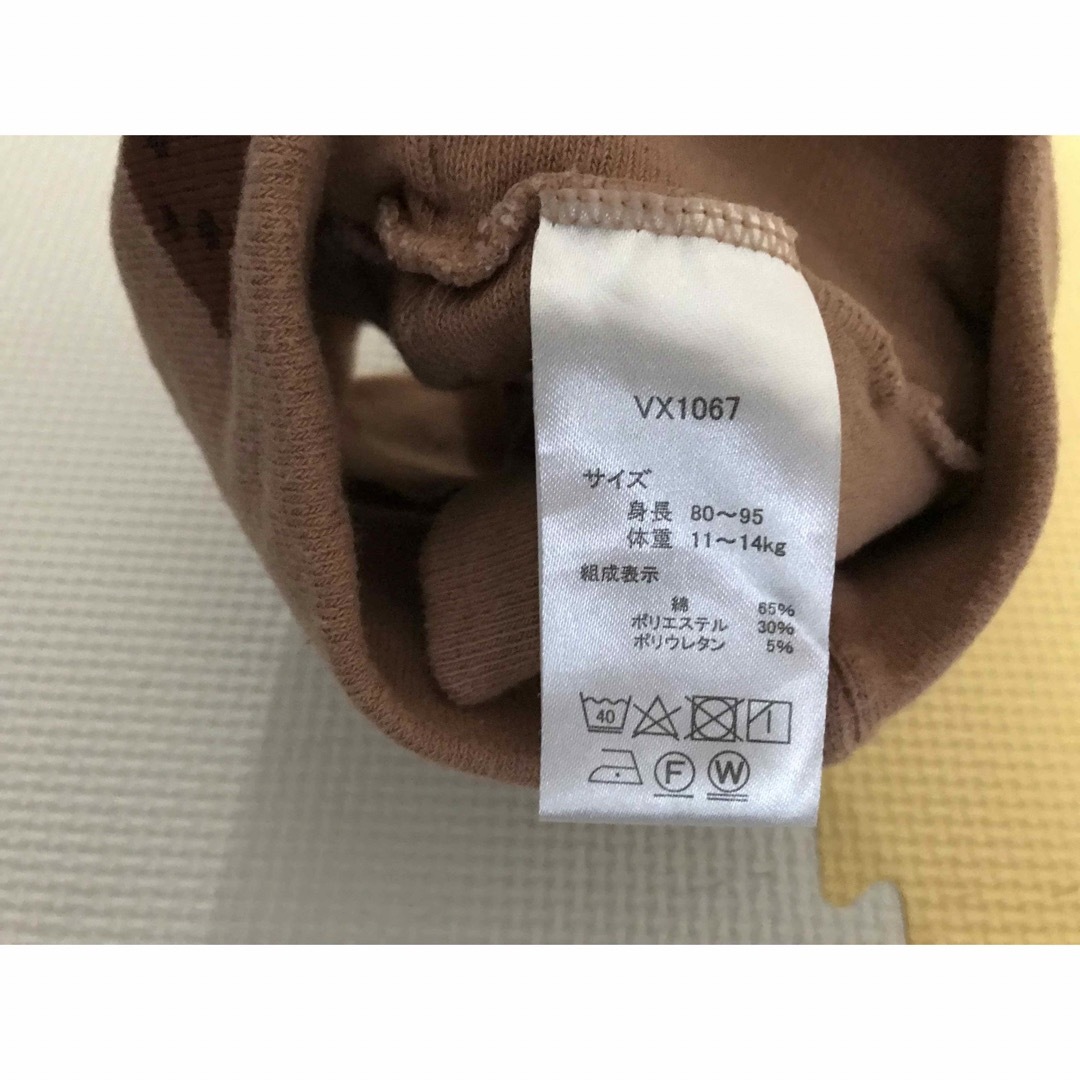 VX1067
サイズ
身長 80～95
体重 11～14kg
組成表示
綿 65%
ポリエステル 30%
ポリウレタン 5%
40
F W